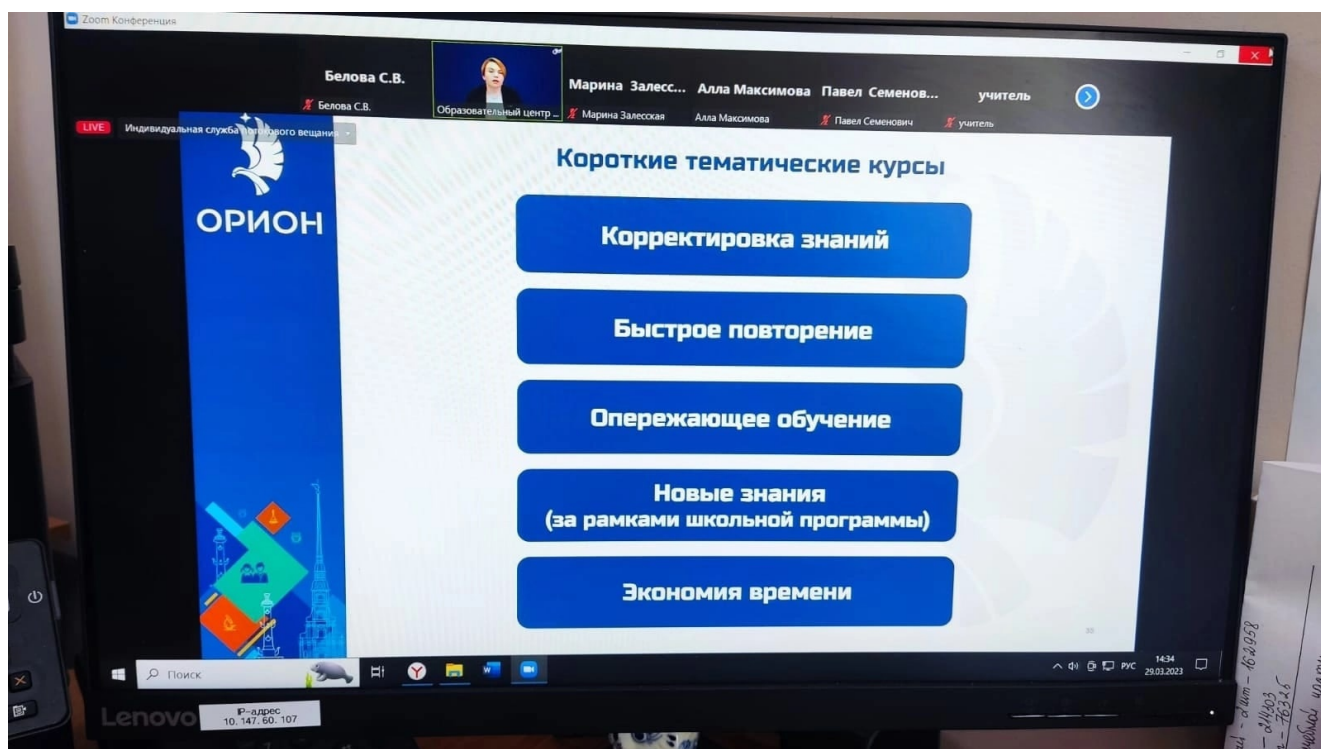 Zoom Конференция
Белова С.В.
Марина Залесс...
Алла Максимова
Павел Семенов...
учитель
Белова С.В.
Образовательный центр ...
Марина Залесская
Алла Максимова
Павел Семенович
учитель
LIVE
Индивидуальная служба потокового вещания
ОРИОН
Короткие тематические курсы
Корректировка знаний
Быстрое повторение
Опережающее обучение
Новые знания
(за рамками школьной программы)
Экономия времени
Поиск
РУС
14:34
29.03.2023
Lenovo
IP-адрес
10. 147. 60. 107
- 162958
- 214303
- 76325